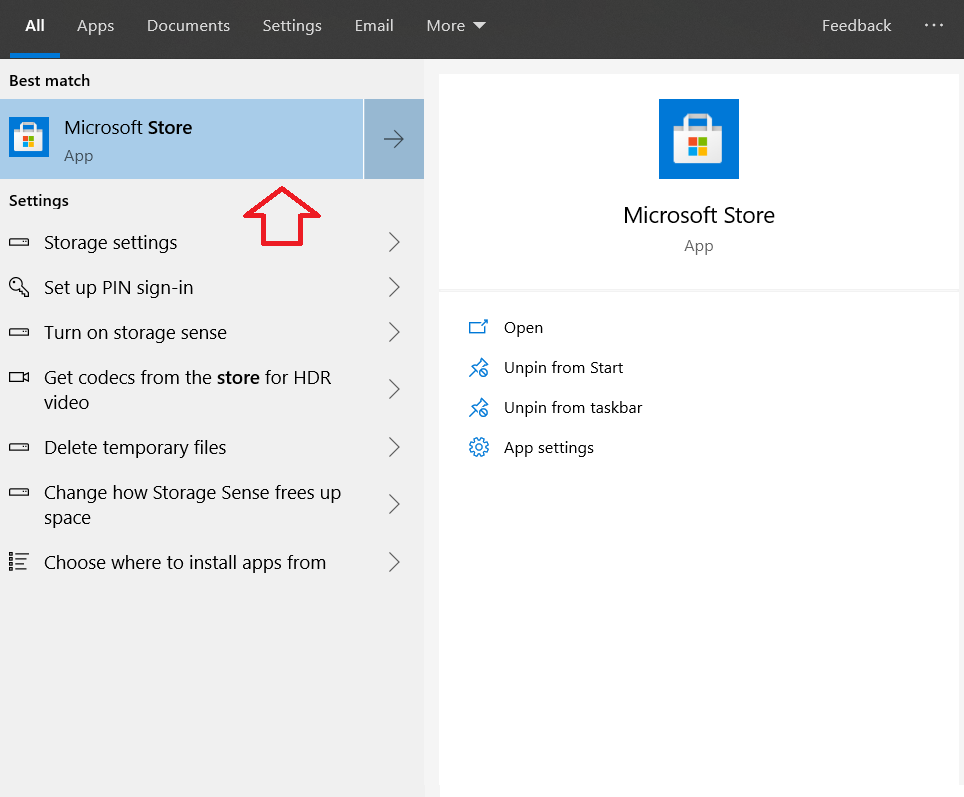 All Apps Documents Settings Email More Feedback ...
Best match
Microsoft Store
App
Settings
Storage settings
Set up PIN sign-in
Turn on storage sense
Get codecs from the store for HDR
video
Delete temporary files
Change how Storage Sense frees up
space
Choose where to install apps from
Microsoft Store
App
Open
Unpin from Start
Unpin from taskbar
App settings